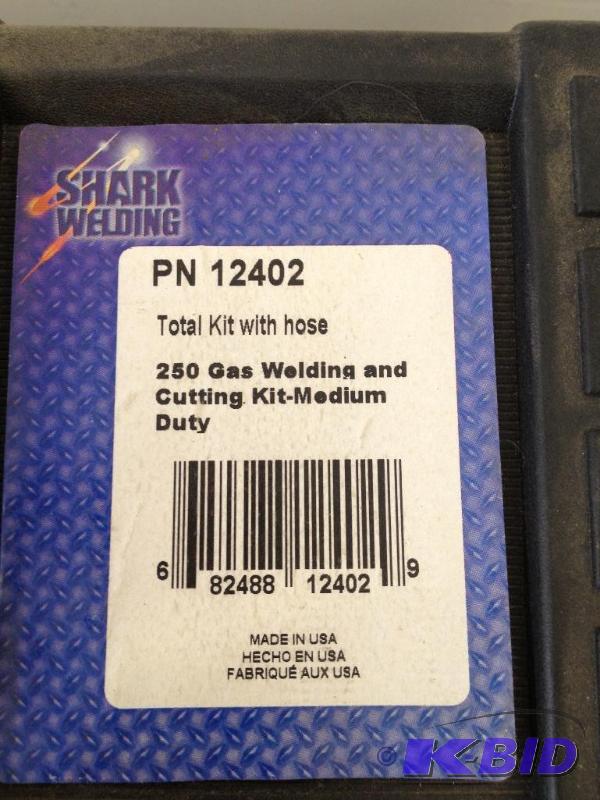 SHARK
WELDING
PN 12402
Total Kit with hose
250 Gas Welding and
Cutting Kit-Medium
Duty
6 82488 12402 9
MADE IN USA
HECHO EN USA
FABRIQUÉ AUX USA
© K-BID